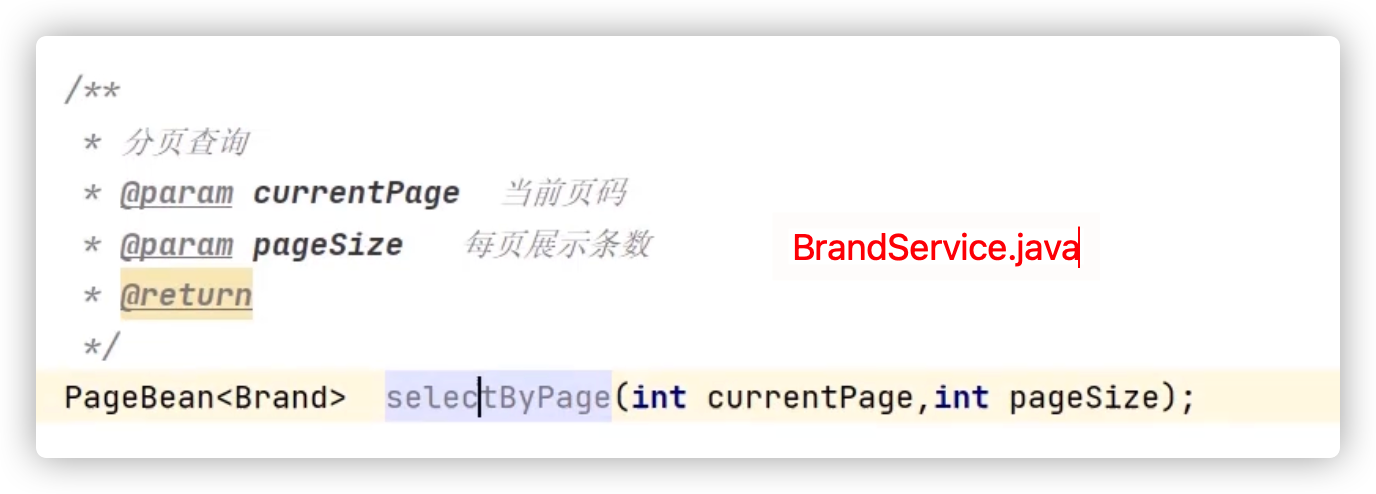 /**
* 分页查询
* @param currentPage 当前页码
* @param pageSize 每页展示条数
BrandService.java
* @return
*/
PageBean<Brand> selectByPage(int currentPage,int pageSize);